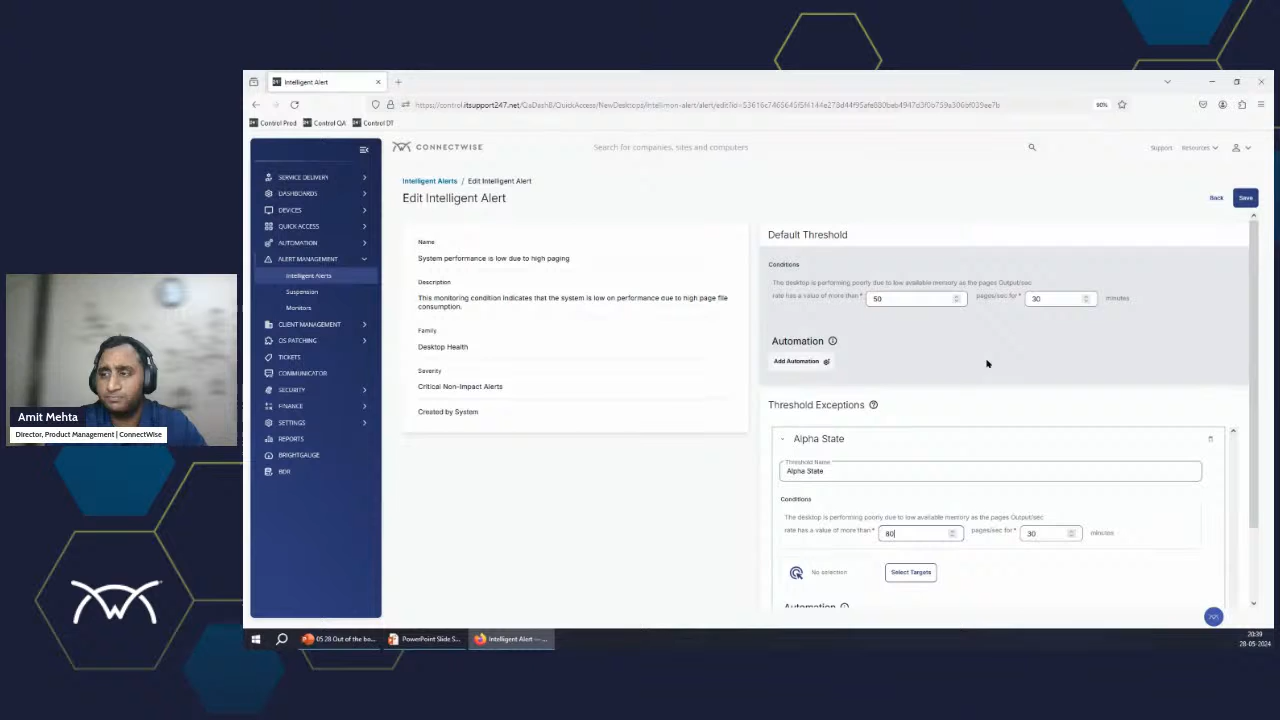 Intelligent Alert
https://control.itsupport247.net/QaDashB/QuickAccess/NewDesktops/intellimon-alert/alert/edit?id=
90%
Control Prod
Control QA
Control DT
CONNECTWISE
Search for companies, sites and computers
Support
Resources
SERVICE DELIVERY
DASHBOARDS
DEVICES
QUICK ACCESS
AUTOMATION
ALERT MANAGEMENT
Intelligent Alerts
Suspension
Monitors
CLIENT MANAGEMENT
OS PATCHING
TICKETS
COMMUNICATOR
SECURITY
FINANCE
SETTINGS
REPORTS
BRIGHTGAUGE
BDR
Intelligent Alerts / Edit Intelligent Alert
Edit Intelligent Alert
Back
Save
Name
System performance is low due to high paging
Description
This monitoring condition indicates that the system is low on performance due to high page file
consumption.
Family
Desktop Health
Severity
Critical Non-Impact Alerts
Created by System
Default Threshold
Conditions
The desktop is performing poorly due to low available memory as the pages Output/sec
rate has a value of more than * 50 pages/sec for * 30 minutes
Automation
Add Automation
Threshold Exceptions
Alpha State
Threshold Name
Alpha State
Conditions
The desktop is performing poorly due to low available memory as the pages Output/sec
rate has a value of more than * 80 pages/sec for * 30 minutes
No selection
Select Targets
Automation
Amit Mehta
Director, Product Management | ConnectWise
05 28 Out of the bo...
PowerPoint Slide S...
Intelligent Alert — ...
20:39
28-05-2024